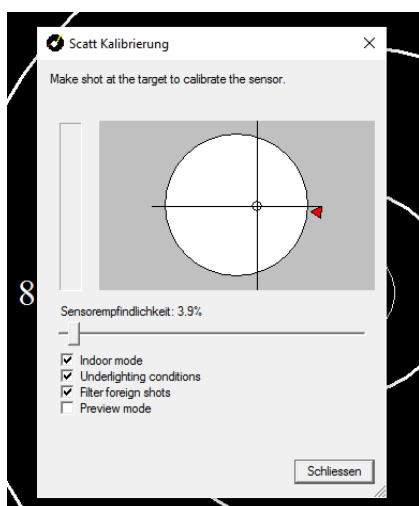 Scatt Kalibrierung
Make shot at the target to calibrate the sensor.
8
Sensorempfindlichkeit: 3.9%
Indoor mode
Underlighting conditions
Filter foreign shots
Preview mode
Schliessen